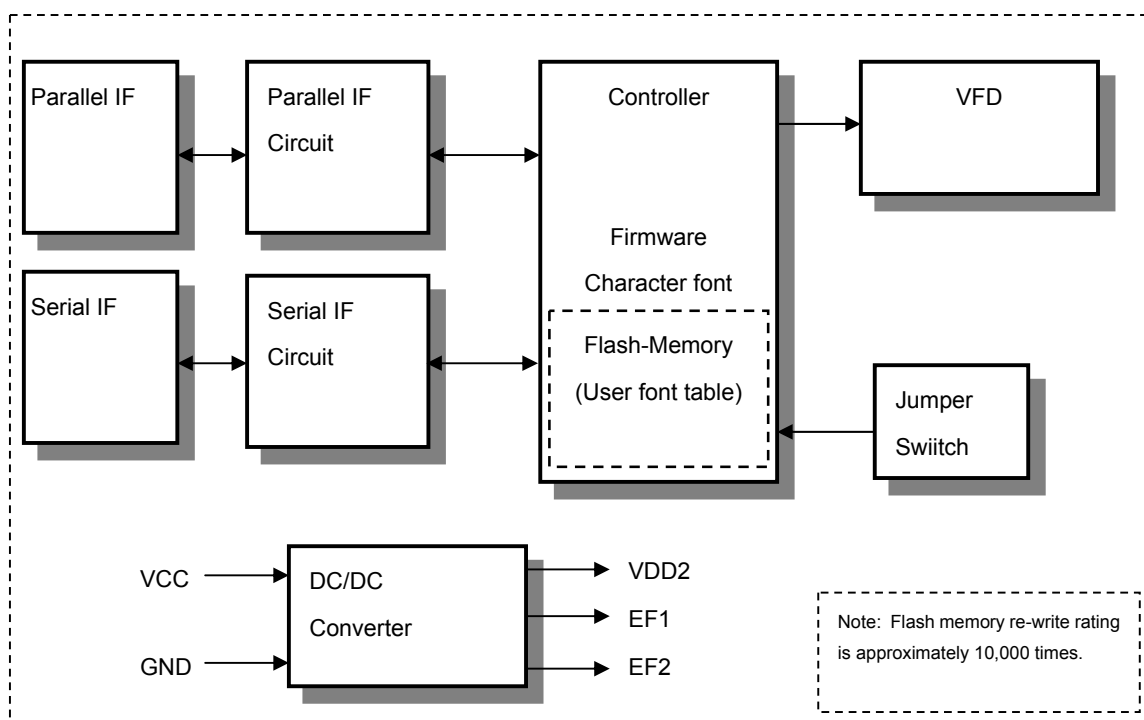 Parallel IF
Parallel IF
Circuit
Controller
VFD
Firmware
Character font
Serial IF
Serial IF
Circuit
Flash-Memory
(User font table)
Jumper
Swiitch
VCC
GND
DC/DC
Converter
VDD2
EF1
EF2
Note: Flash memory re-write rating
is approximately 10,000 times.